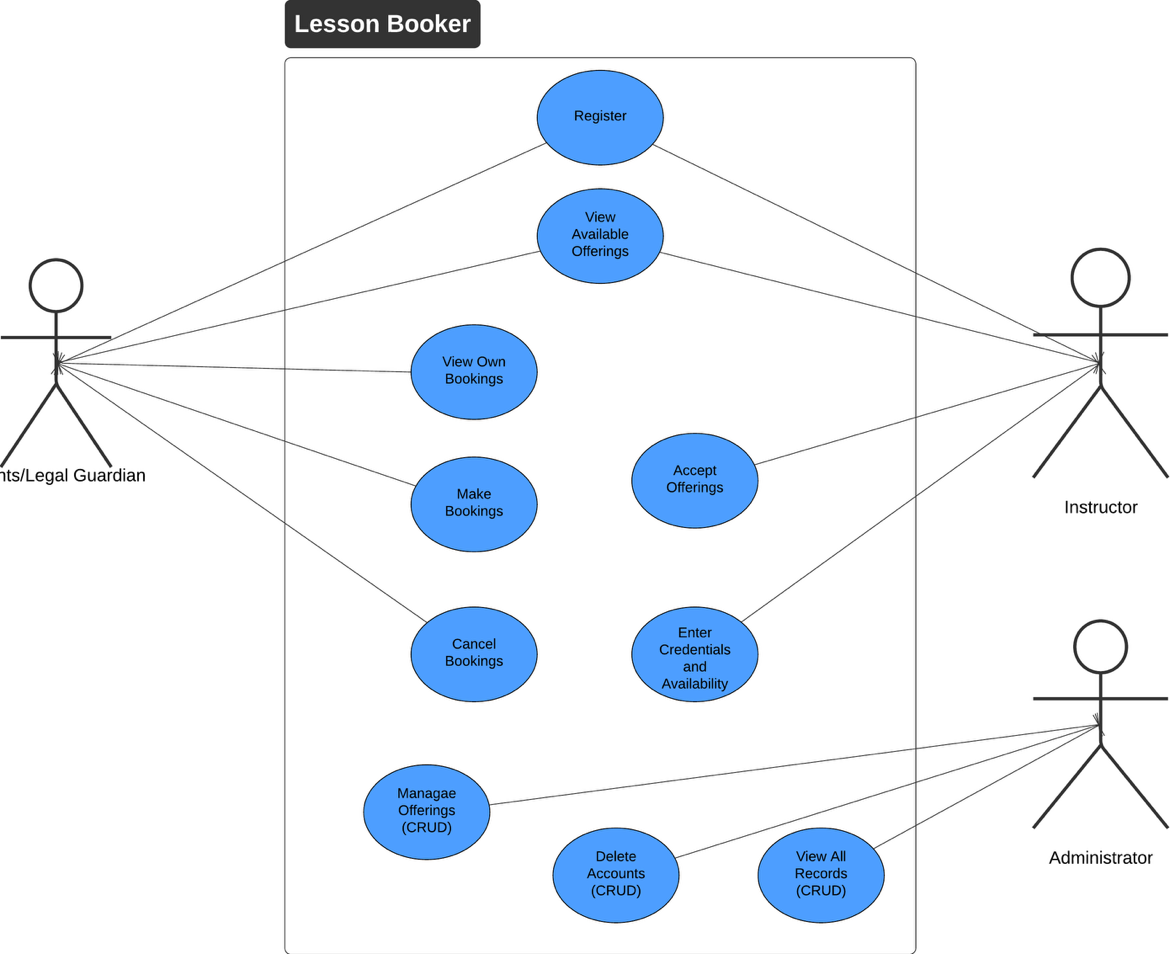 Lesson Booker
Register
View
Available
Offerings
View Own
Bookings
nts/Legal Guardian
Make
Bookings
Accept
Offerings
Instructor
Cancel
Bookings
Enter
Credentials
and
Availability
Managae
Offerings
(CRUD)
Delete
Accounts
(CRUD)
View All
Records
(CRUD)
Administrator